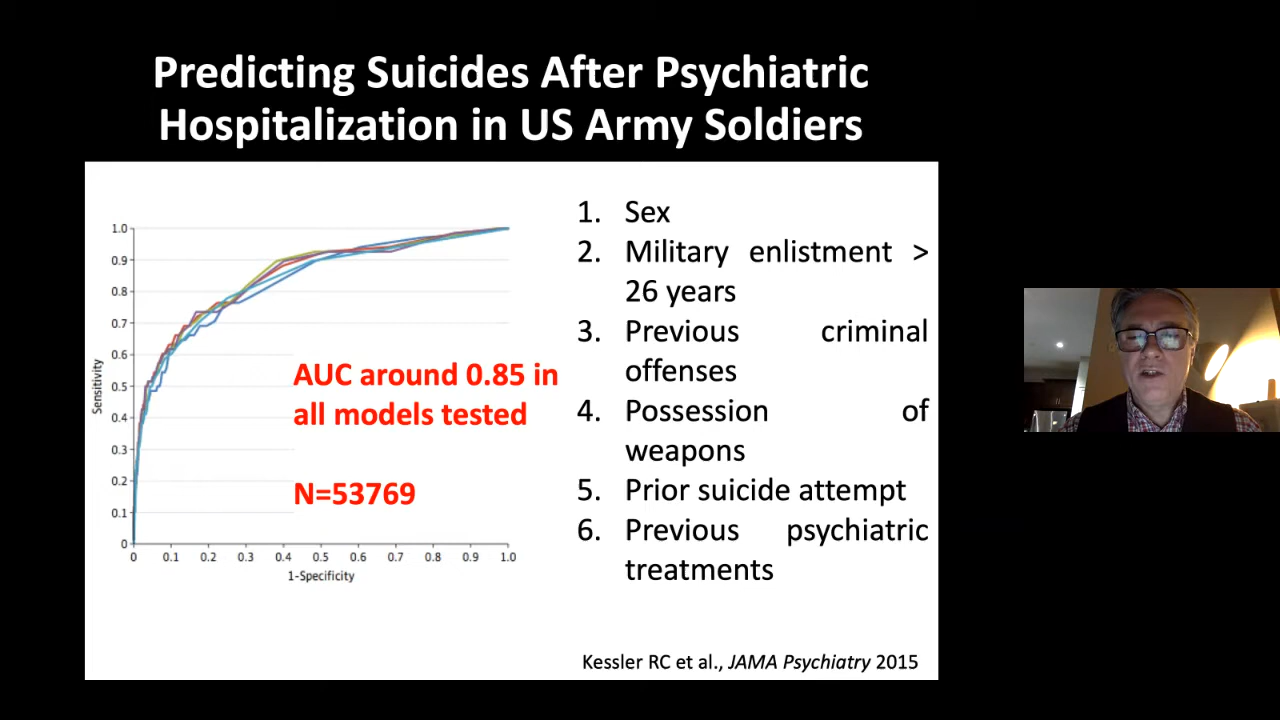 Predicting Suicides After Psychiatric
Hospitalization in US Army Soldiers
1.0
0.9
0.8
0.7
0.6
0.5
0.4
0.3
0.2
0.1
0
Sensitivity
0 0.1 0.2 0.3 0.4 0.5 0.6 0.7 0.8 0.9 1.0
1-Specificity
AUC around 0.85 in
all models tested
N=53769
1. Sex
2. Military enlistment >
26 years
3. Previous criminal
offenses
4. Possession of
weapons
5. Prior suicide attempt
6. Previous psychiatric
treatments
Kessler RC et al., JAMA Psychiatry 2015